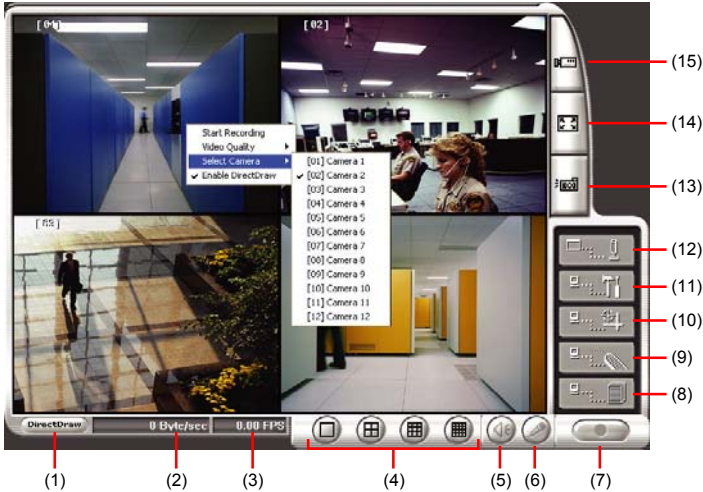 [01]
[02]
(15)
(14)
Start Recording
Video Quality
Select Camera
✔ Enable DirectDraw
[01] Camera 1
✔ [02] Camera 2
[03] Camera 3
[04] Camera 4
[05] Camera 5
[06] Camera 6
[07] Camera 7
[08] Camera 8
[09] Camera 9
[10] Camera 10
[11] Camera 11
[12] Camera 12
(13)
[03]
(12)
(11)
(10)
(9)
(8)
DirectDraw
0 Byte/sec
0.00 FPS
(1)
(2)
(3)
(4)
(5)
(6)
(7)